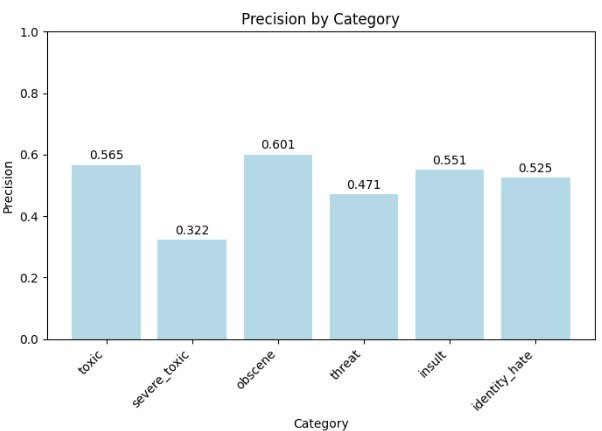 Precision by Category
1.0
0.8
0.6
0.4
0.2
0.0
Precision
0.565
0.322
0.601
0.471
0.551
0.525
toxic
severe_toxic
obscene
threat
insult
identity_hate
Category